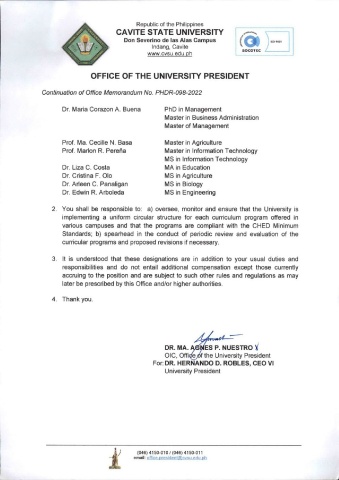 Republic of the Philippines
CAVITE STATE UNIVERSITY
Don Severino de las Alas Campus
Indang, Cavite
www.cvsu.edu.ph
SOCOTEC
OFFICE OF THE UNIVERSITY PRESIDENT
Continuation of Office Memorandum No. PHDR-098-2022
Dr. Maria Corazon A. Buena PhD in Management
Master in Business Administration
Master of Management
Prof. Ma. Cecille N. Basa Master in Agriculture
Prof. Marlon R. Pereña Master in Information Technology
MS in Information Technology
Dr. Liza C. Costa MA in Education
Dr. Cristina F. Olo MS in Agriculture
Dr. Arleen C. Panaligan MS in Biology
Dr. Edwin R. Arboleda MS in Engineering
2. You shall be responsible to: a) oversee, monitor and ensure that the University is
implementing a uniform circular structure for each curriculum program offered in
various campuses and that the programs are compliant with the CHED Minimum
Standards; b) spearhead in the conduct of periodic review and evaluation of the
curricular programs and proposed revisions if necessary.
3. It is understood that these designations are in addition to your usual duties and
responsibilities and do not entail additional compensation except those currently
accruing to the position and are subject to such other rules and regulations as may
later be prescribed by this Office and/or higher authorities.
4. Thank you.
DR. MA. AGNES P. NUESTRO
OIC, Office of the University President
For: DR. HERNANDO D. ROBLES, CEO VI
University President
(046) 4150-010 / (046) 4150-011
email: office.president@cvsu.edu.ph